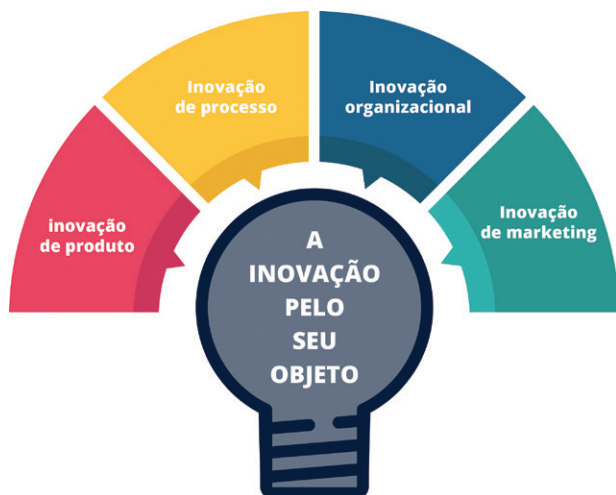 inovação
de produto
Inovação
de processo
Inovação
organizacional
Inovação
de marketing
A
INOVAÇÃO
PELO
SEU
OBJETO